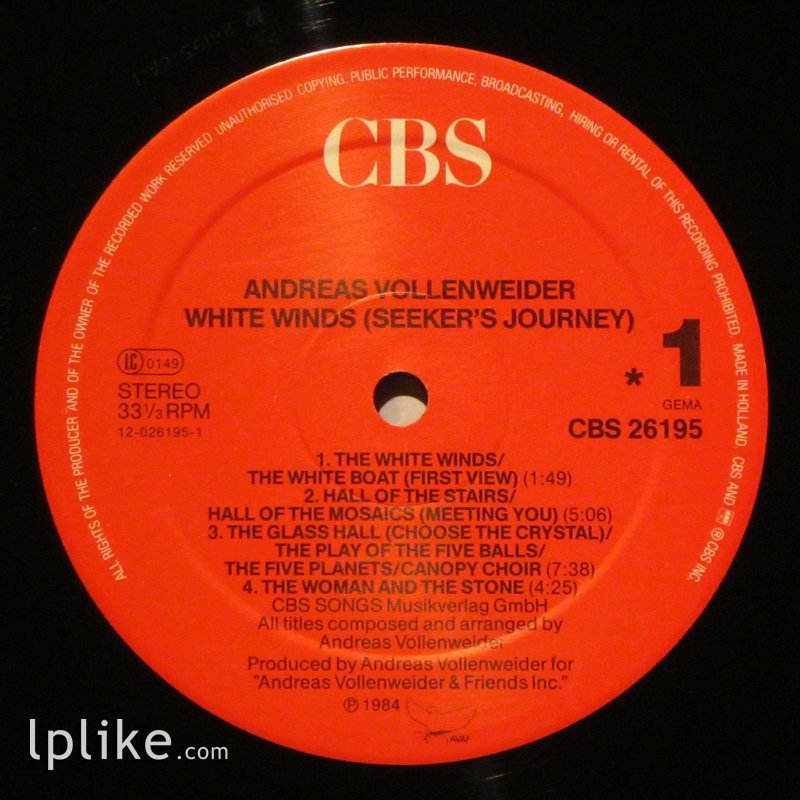 ALL RIGHTS OF THE PRODUCER AND OF THE OWNER OF THE RECORDED WORK RESERVED UNAUTHORISED COPYING, PUBLIC PERFORMANCE, BROADCASTING, HIRING OR RENTAL OF THIS RECORDING PROHIBITED. MADE IN HOLLAND. CBS AND ℗ CBS INC.
CBS
ANDREAS VOLLENWEIDER
WHITE WINDS (SEEKER'S JOURNEY)
LC 0149
STEREO
33 1/3 RPM
12-026195-1
* 1
GEMA
CBS 26195
1. THE WHITE WINDS/
THE WHITE BOAT (FIRST VIEW) (1:49)
2. HALL OF THE STAIRS/
HALL OF THE MOSAICS (MEETING YOU) (5:06)
3. THE GLASS HALL (CHOOSE THE CRYSTAL)/
THE PLAY OF THE FIVE BALLS/
THE FIVE PLANETS/CANOPY CHOIR (7:38)
4. THE WOMAN AND THE STONE (4:25)
CBS SONGS Musikverlag GmbH
All titles composed and arranged by
Andreas Vollenweider
Produced by Andreas Vollenweider for
"Andreas Vollenweider & Friends Inc."
℗ 1984
AVAF
lplike.com